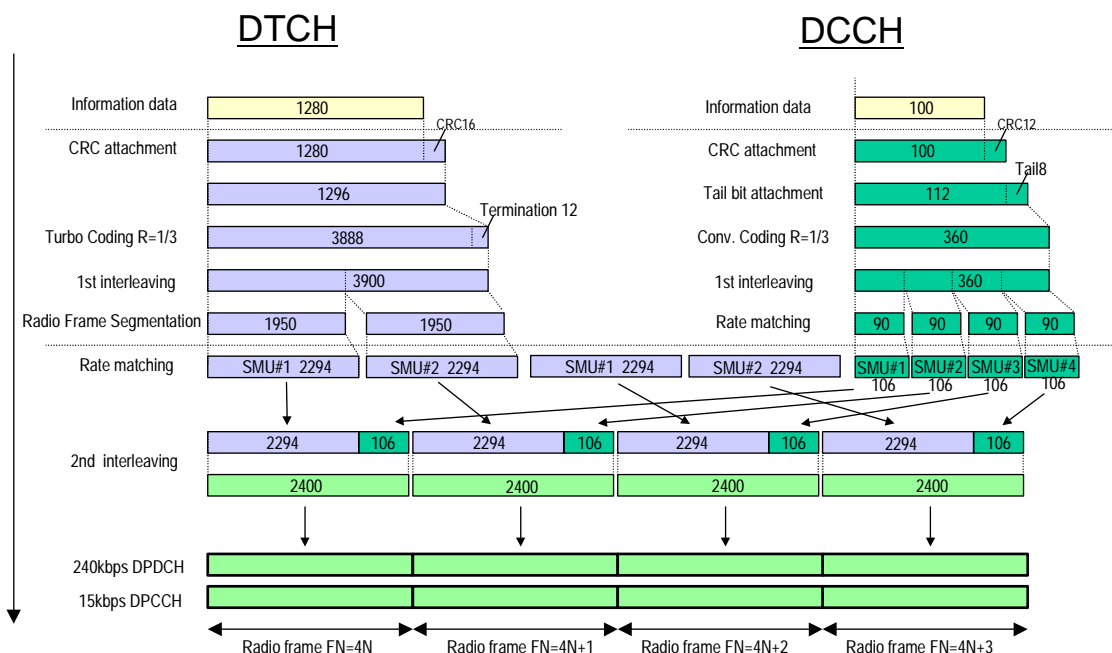 DTCH DCCH
Information data 1280 Information data 100
CRC16 CRC12
CRC attachment 1280 CRC attachment 100
Tail8
1296 Tail bit attachment 112
Termination 12
Turbo Coding R=1/3 3888 Conv. Coding R=1/3 360
1st interleaving 3900 1st interleaving 360
Radio Frame Segmentation 1950 1950 Rate matching 90 90 90 90
Rate matching SMU#1 2294 SMU#2 2294 SMU#1 2294 SMU#2 2294 SMU#1 SMU#2 SMU#3 SMU#4
106 106 106 106
2294 106 2294 106 2294 106 2294 106
2nd interleaving
2400 2400 2400 2400
240kbps DPDCH
15kbps DPCCH
Radio frame FN=4N Radio frame FN=4N+1 Radio frame FN=4N+2 Radio frame FN=4N+3